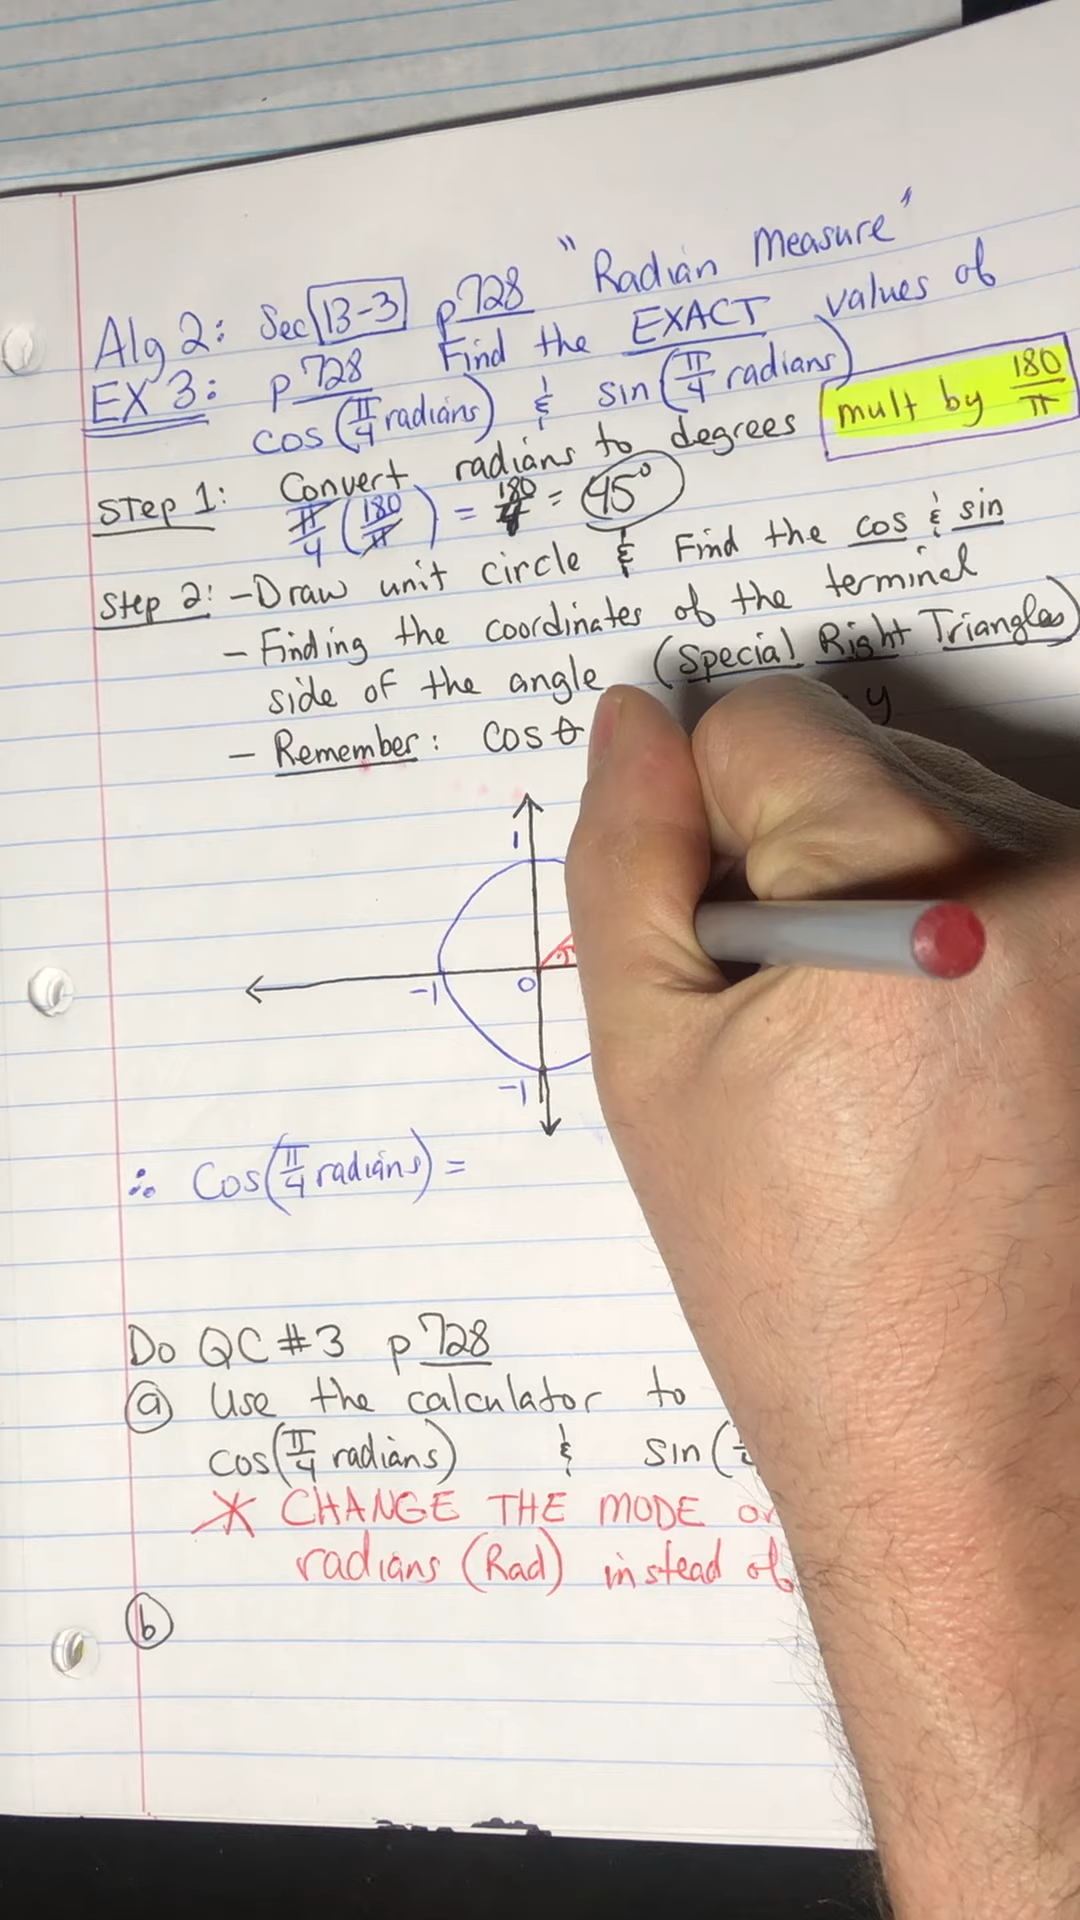 "Radian Measure"
Alg 2: Sec 13-3 p728
EX 3: p728 Find the EXACT values of
cos(π/4 radians) & sin(π/4 radians)
Step 1: Convert radians to degrees mult by 180/π
π/4 (180/π) = 180/4 = 45°
Step 2: - Draw unit circle & Find the cos & sin
- Finding the coordinates of the terminal
side of the angle (Special Right Triangles)
- Remember: cos θ y
1
-1 0
-1
∴ Cos(π/4 radians) =
Do QC #3 p728
(a) Use the calculator to
cos(π/4 radians) & sin(
* CHANGE THE MODE
radians (Rad) instead of
(b)